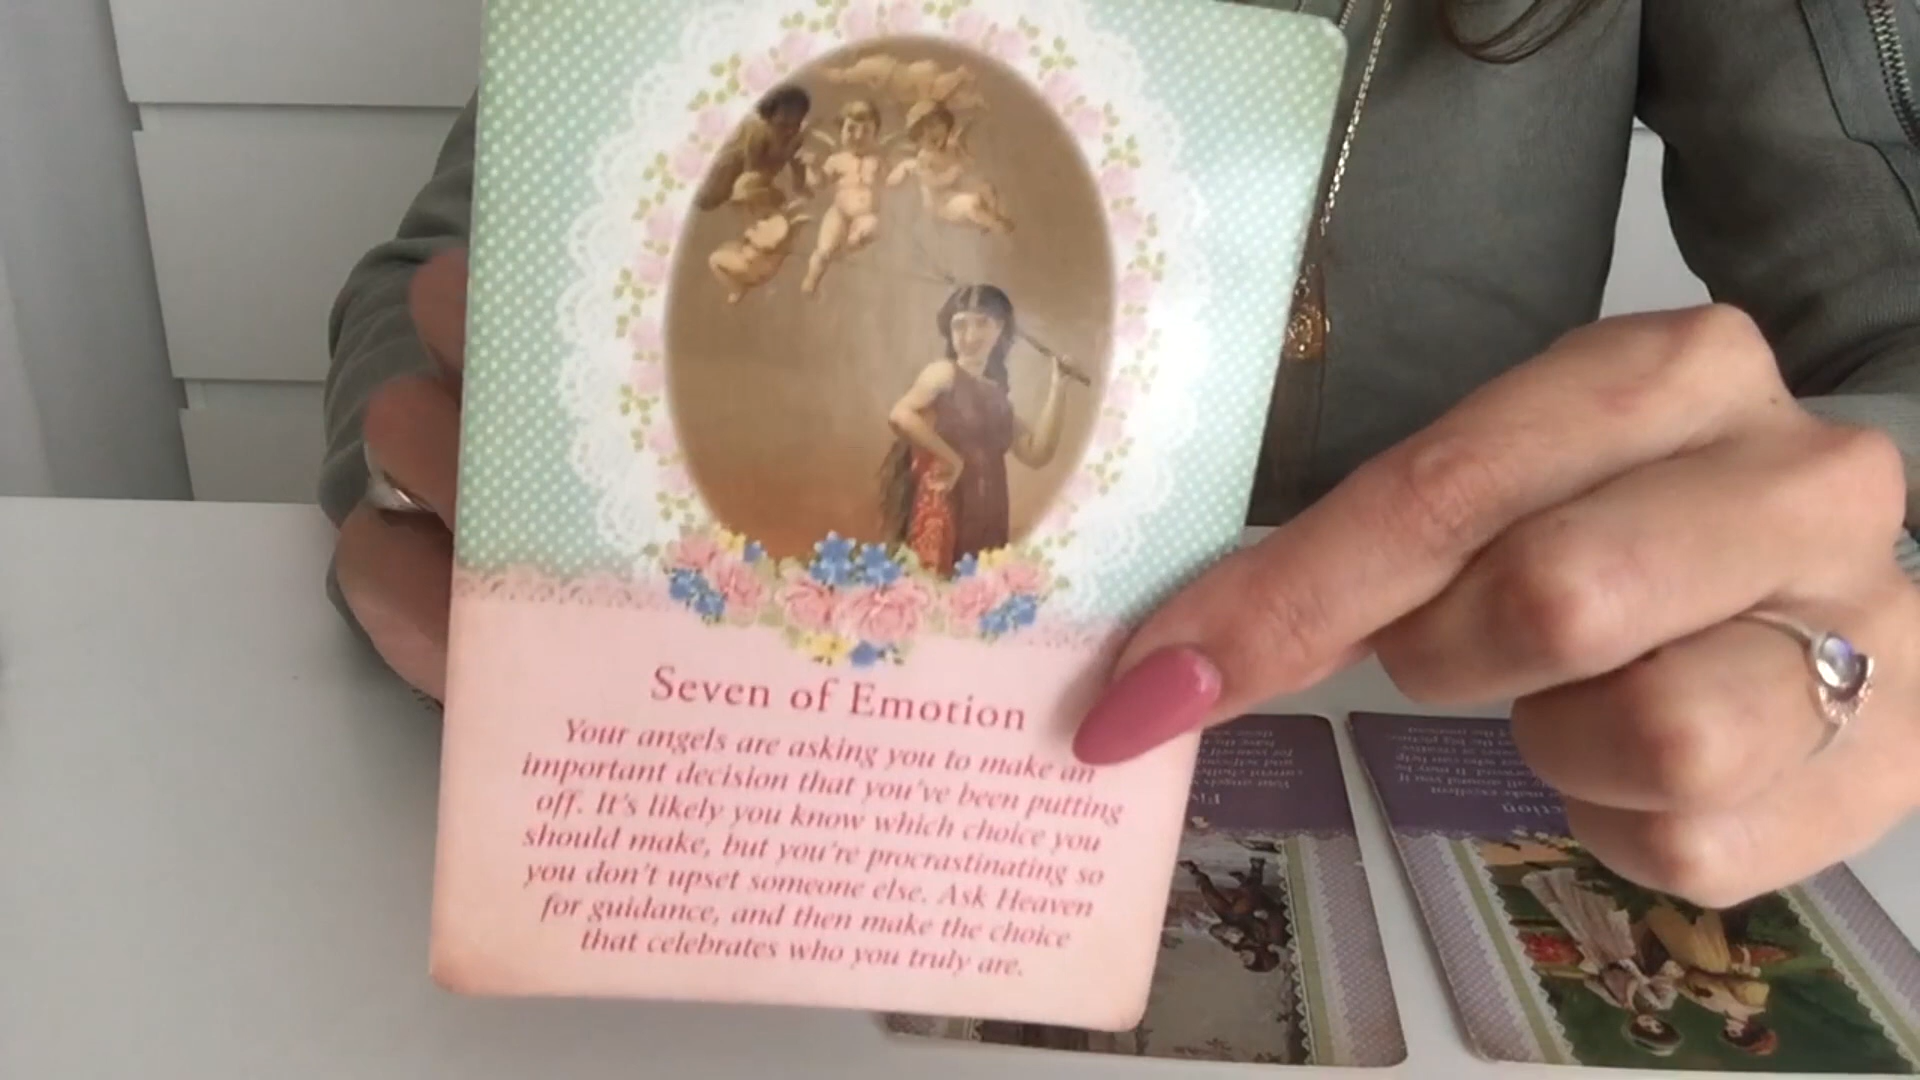 Seven of Emotion
Your angels are asking you to make an
important decision that you've been putting
off. It's likely you know which choice you
should make, but you're procrastinating so
you don't upset someone else. Ask Heaven
for guidance, and then make the choice
that celebrates who you truly are.